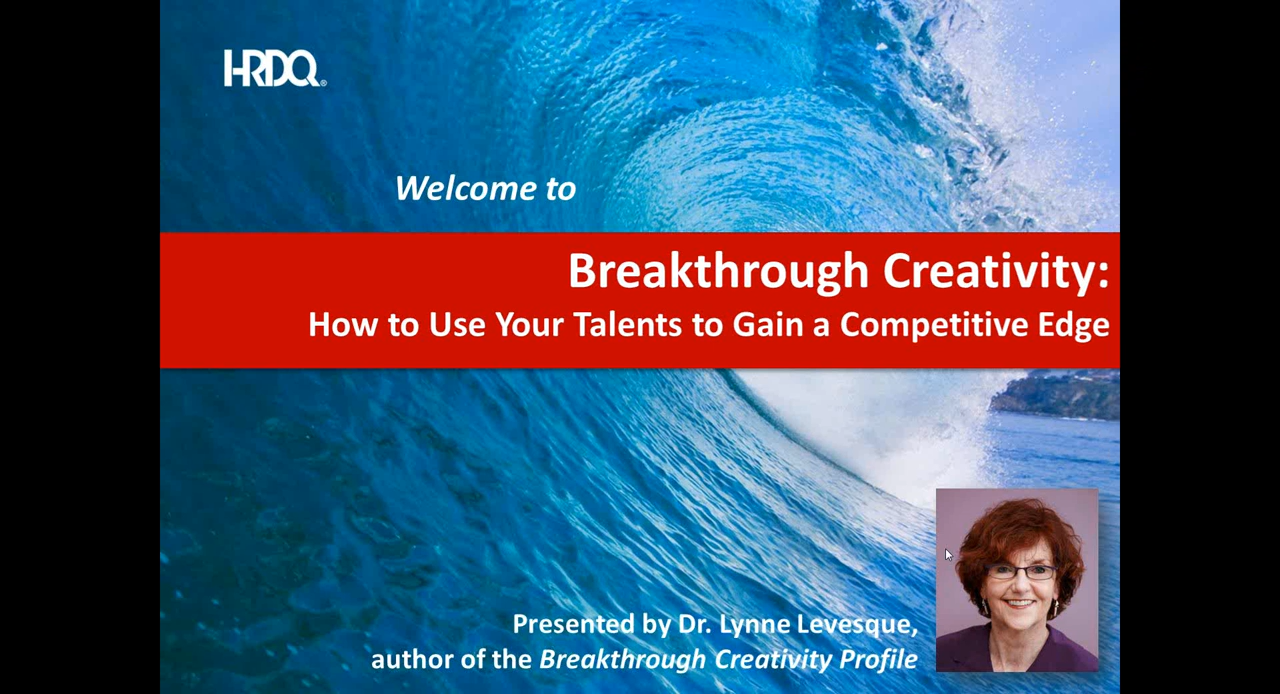 HRDQ®
Welcome to
Breakthrough Creativity:
How to Use Your Talents to Gain a Competitive Edge
Presented by Dr. Lynne Levesque,
author of the Breakthrough Creativity Profile